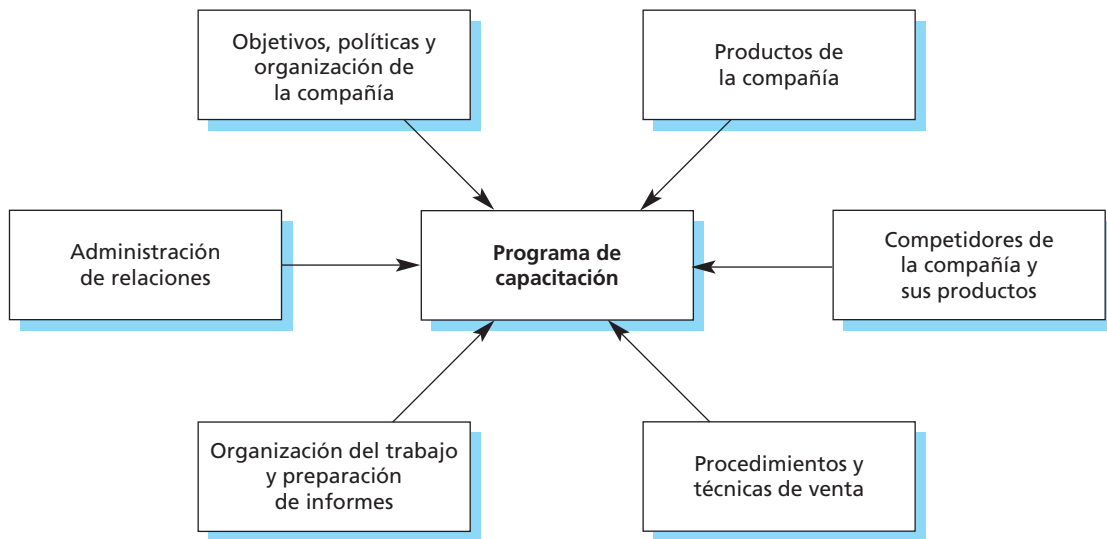 Objetivos, políticas y
organización de
la compañía
Productos de
la compañía
Administración
de relaciones
Programa de
capacitación
Competidores de
la compañía y
sus productos
Organización del trabajo
y preparación
de informes
Procedimientos y
técnicas de venta